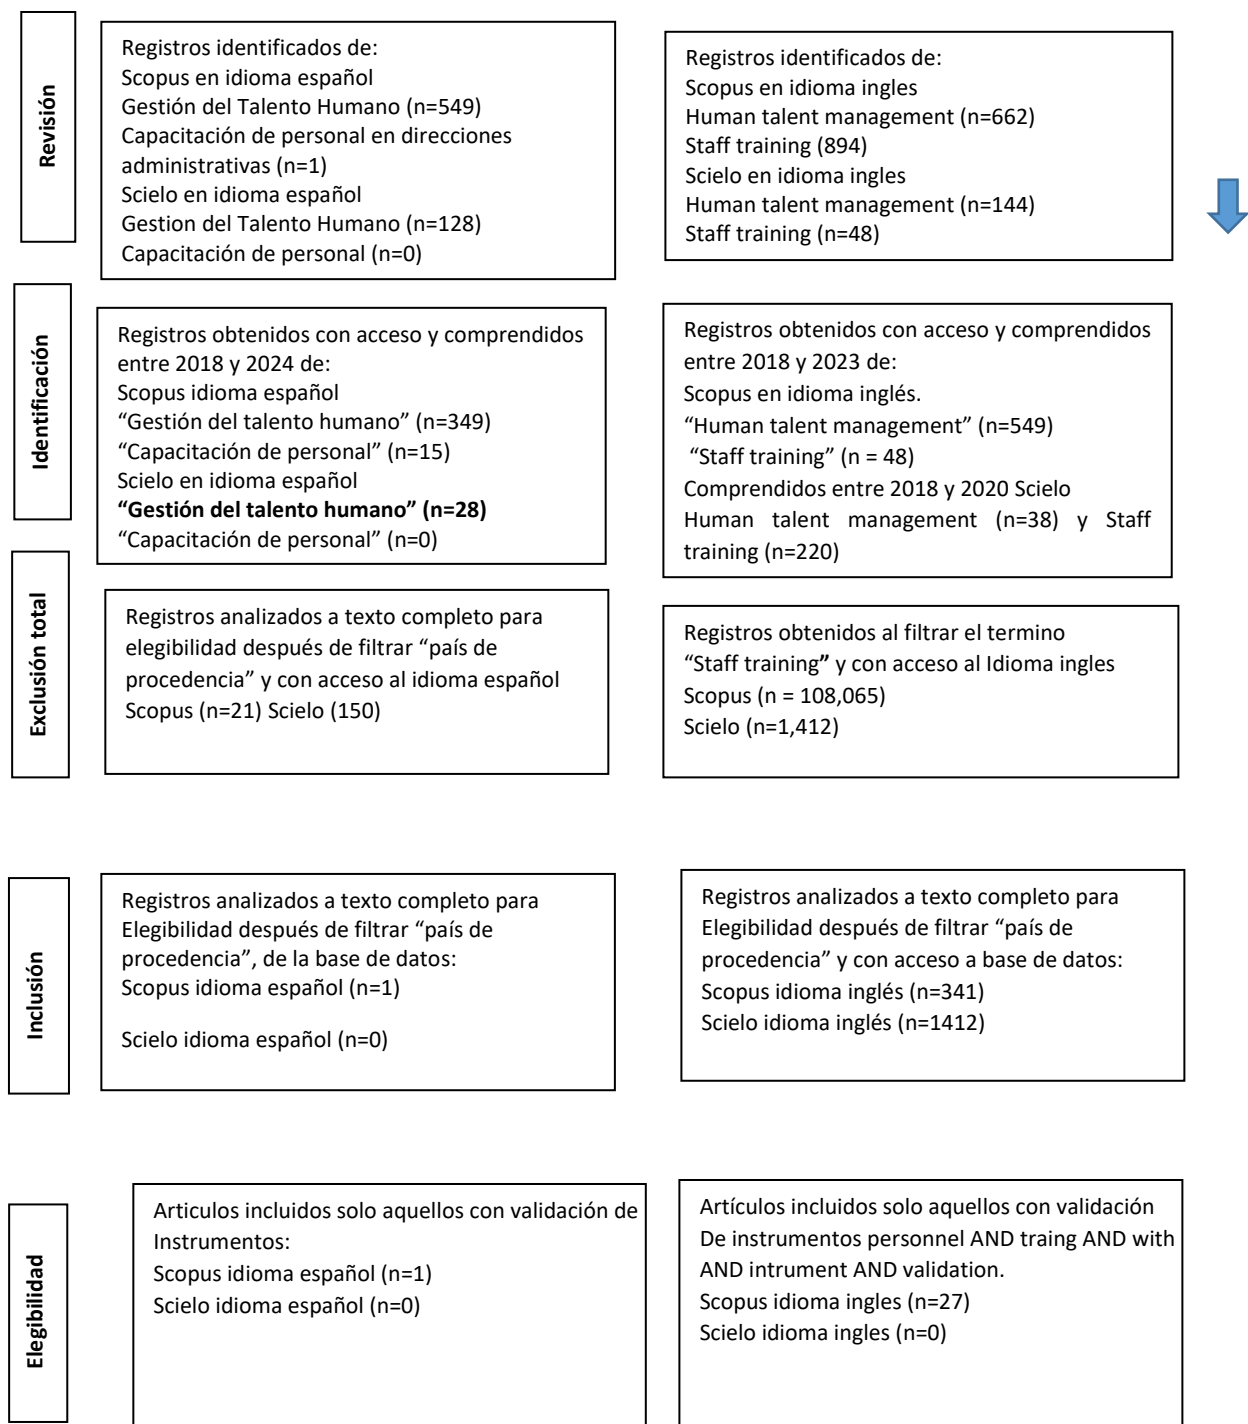 Revisión
Registros identificados de:
Scopus en idioma español
Gestión del Talento Humano (n=549)
Capacitación de personal en direcciones
administrativas (n=1)
Scielo en idioma español
Gestion del Talento Humano (n=128)
Capacitación de personal (n=0)
Registros identificados de:
Scopus en idioma ingles
Human talent management (n=662)
Staff training (894)
Scielo en idioma ingles
Human talent management (n=144)
Staff training (n=48)
Identificación
Registros obtenidos con acceso y comprendidos
entre 2018 y 2024 de:
Scopus idioma español
“Gestión del talento humano” (n=349)
“Capacitación de personal” (n=15)
Scielo en idioma español
“Gestión del talento humano” (n=28)
“Capacitación de personal” (n=0)
Registros obtenidos con acceso y comprendidos
entre 2018 y 2023 de:
Scopus en idioma inglés.
“Human talent management” (n=549)
“Staff training” (n = 48)
Comprendidos entre 2018 y 2020 Scielo
Human talent management (n=38) y Staff
training (n=220)
Exclusión total
Registros analizados a texto completo para
elegibilidad después de filtrar “país de
procedencia” y con acceso al idioma español
Scopus (n=21) Scielo (150)
Registros obtenidos al filtrar el termino
“Staff training” y con acceso al Idioma ingles
Scopus (n = 108,065)
Scielo (n=1,412)
Inclusión
Registros analizados a texto completo para
Elegibilidad después de filtrar “país de
procedencia”, de la base de datos:
Scopus idioma español (n=1)
Scielo idioma español (n=0)
Registros analizados a texto completo para
Elegibilidad después de filtrar “país de
procedencia” y con acceso a base de datos:
Scopus idioma inglés (n=341)
Scielo idioma inglés (n=1412)
Elegibilidad
Articulos incluidos solo aquellos con validación de
Instrumentos:
Scopus idioma español (n=1)
Scielo idioma español (n=0)
Artículos incluidos solo aquellos con validación
De instrumentos personnel AND traing AND with
AND intrument AND validation.
Scopus idioma ingles (n=27)
Scielo idioma ingles (n=0)